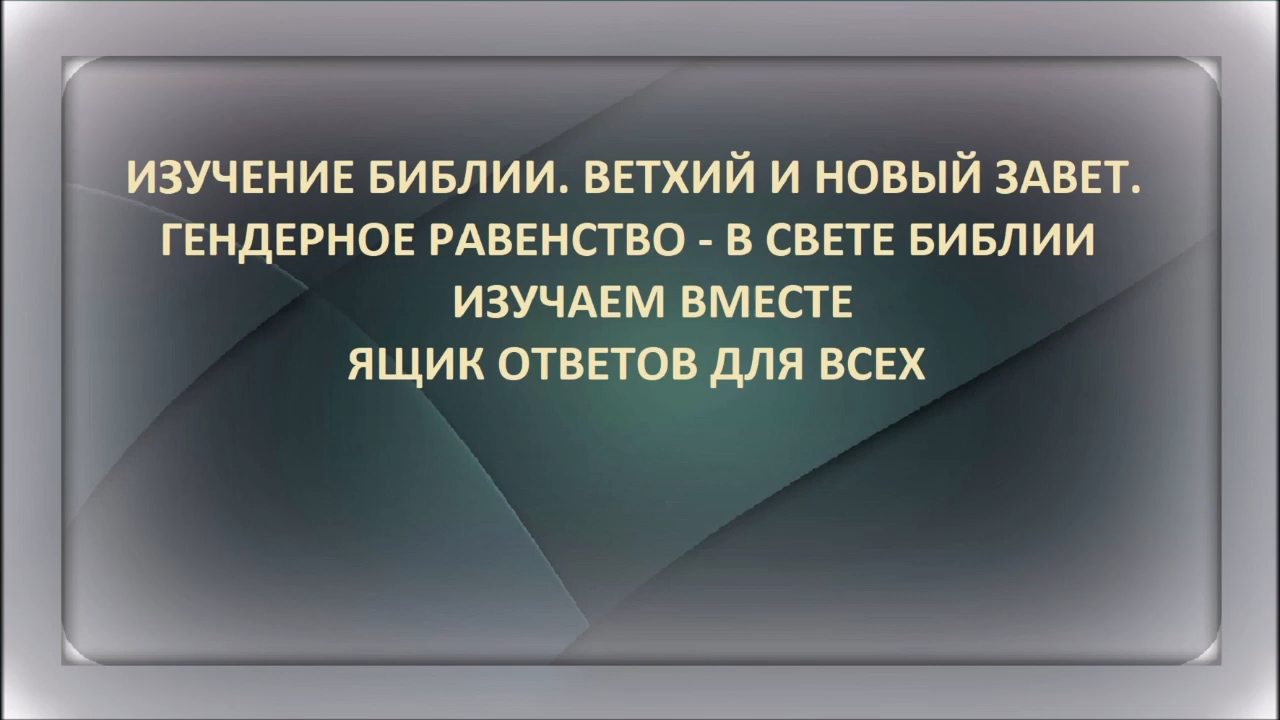 ИЗУЧЕНИЕ БИБЛИИ. ВЕТХИЙ И НОВЫЙ ЗАВЕТ.
ГЕНДЕРНОЕ РАВЕНСТВО - В СВЕТЕ БИБЛИИ
ИЗУЧАЕМ ВМЕСТЕ
ЯЩИК ОТВЕТОВ ДЛЯ ВСЕХ